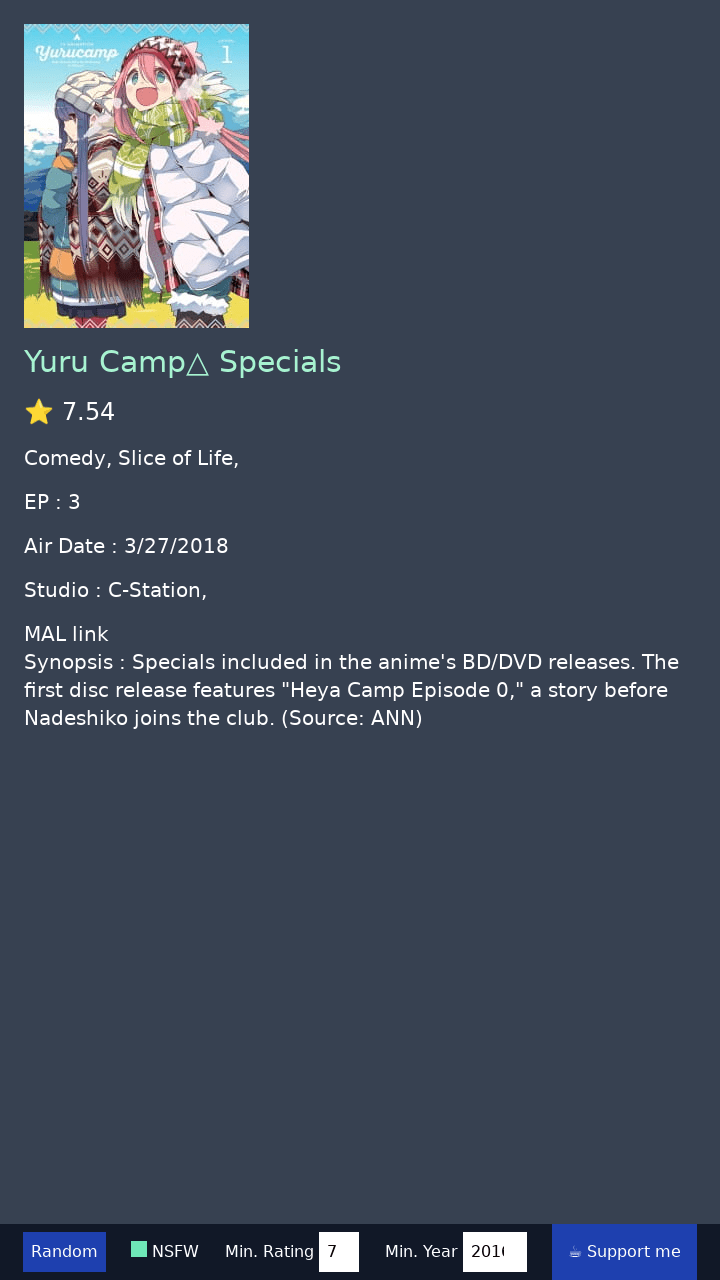 Yurucamp
1
Yuru Camp△ Specials
⭐ 7.54
Comedy, Slice of Life,
EP : 3
Air Date : 3/27/2018
Studio : C-Station,
MAL link
Synopsis : Specials included in the anime's BD/DVD releases. The
first disc release features "Heya Camp Episode 0," a story before
Nadeshiko joins the club. (Source: ANN)
Random NSFW Min. Rating 7 Min. Year ☕ Support me